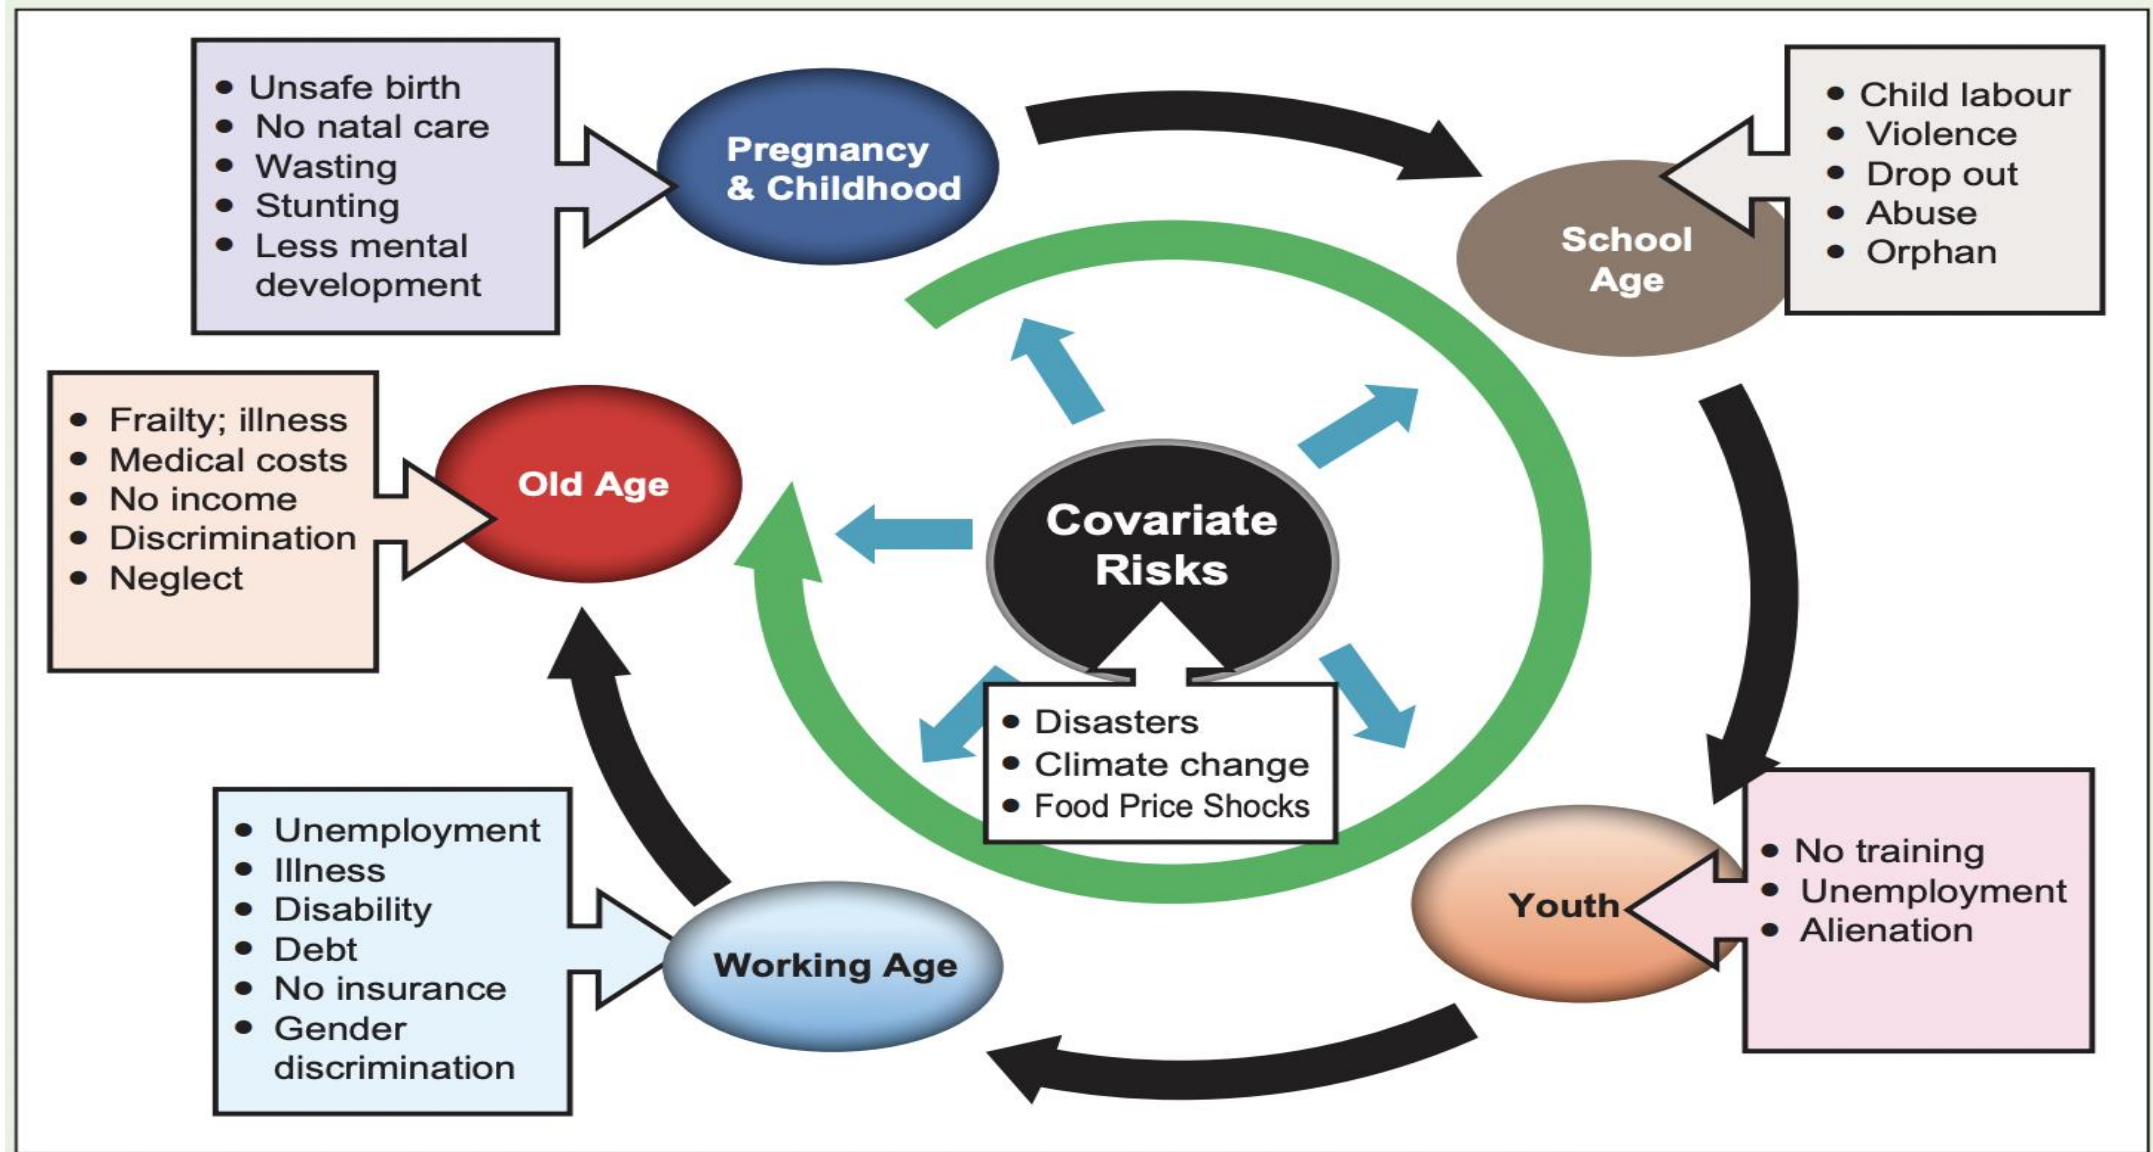 • Unsafe birth
• No natal care
• Wasting
• Stunting
• Less mental
development
Pregnancy
& Childhood
• Child labour
• Violence
• Drop out
• Abuse
• Orphan
School
Age
• Frailty; illness
• Medical costs
• No income
• Discrimination
• Neglect
Old Age
Covariate
Risks
• Disasters
• Climate change
• Food Price Shocks
• Unemployment
• Illness
• Disability
• Debt
• No insurance
• Gender
discrimination
Working Age
Youth
• No training
• Unemployment
• Alienation